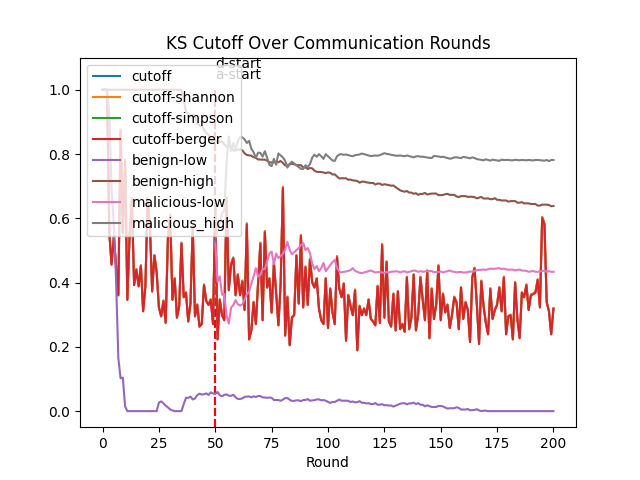 KS Cutoff Over Communication Rounds
d-start
a-start
cutoff
cutoff-shannon
cutoff-simpson
cutoff-berger
benign-low
benign-high
malicious-low
malicious_high
1.0
0.8
0.6
0.4
0.2
0.0
0 25 50 75 100 125 150 175 200
Round